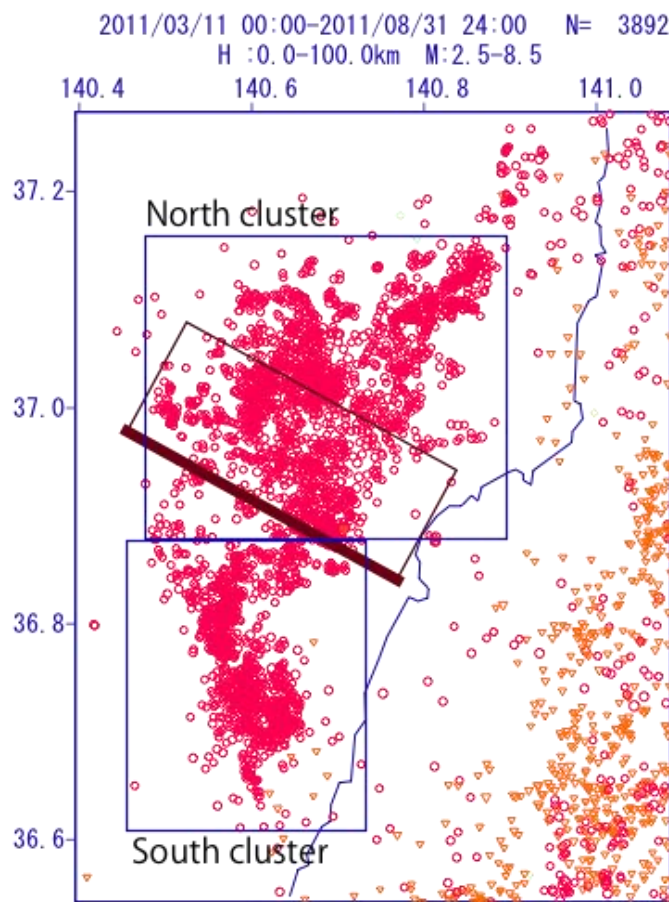 2011/03/11 00:00-2011/08/31 24:00 N= 3892
H :0.0-100.0km M:2.5-8.5
140.4 140.6 140.8 141.0
37.2
North cluster
37.0
36.8
36.6
South cluster